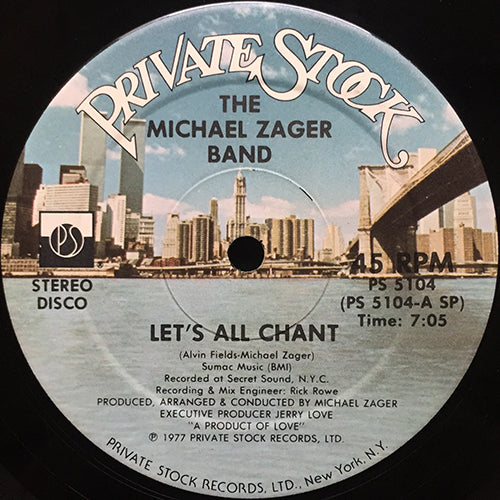 PRIVATE STOCK
THE
MICHAEL ZAGER
BAND
PS
STEREO
DISCO
45 RPM
PS 5104
(PS 5104-A SP)
Time: 7:05
LET'S ALL CHANT
(Alvin Fields-Michael Zager)
Sumac Music (BMI)
Recorded at Secret Sound, N.Y.C.
Recording & Mix Engineer: Rick Rowe
PRODUCED, ARRANGED & CONDUCTED BY MICHAEL ZAGER
EXECUTIVE PRODUCER JERRY LOVE
"A PRODUCT OF LOVE"
℗ 1977 PRIVATE STOCK RECORDS, LTD.
PRIVATE STOCK RECORDS, LTD., New York, N.Y.